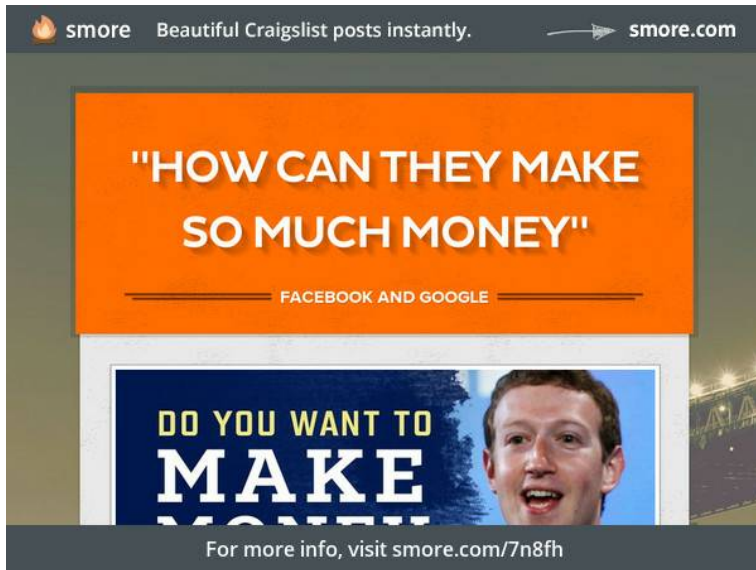 smore Beautiful Craigslist posts instantly. smore.com
"HOW CAN THEY MAKE
SO MUCH MONEY"
FACEBOOK AND GOOGLE
DO YOU WANT TO
MAKE
MONEY
For more info, visit smore.com/7n8fh